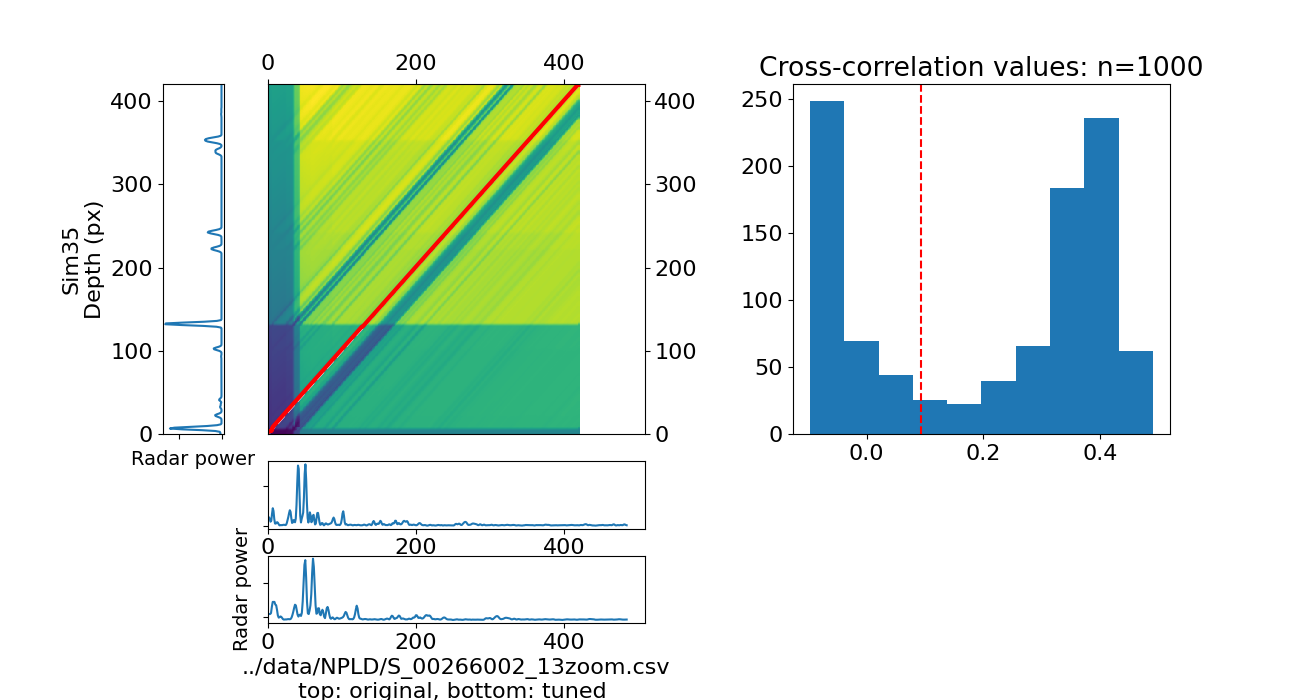 Cross-correlation values: n=1000
0 200 400
400
300
200
100
0
Sim35
Depth (px)
Radar power
400
300
200
100
0
250
200
150
100
50
0
0.0 0.2 0.4
0 200 400
Radar power
0 200 400
../data/NPLD/S_00266002_13zoom.csv
top: original, bottom: tuned